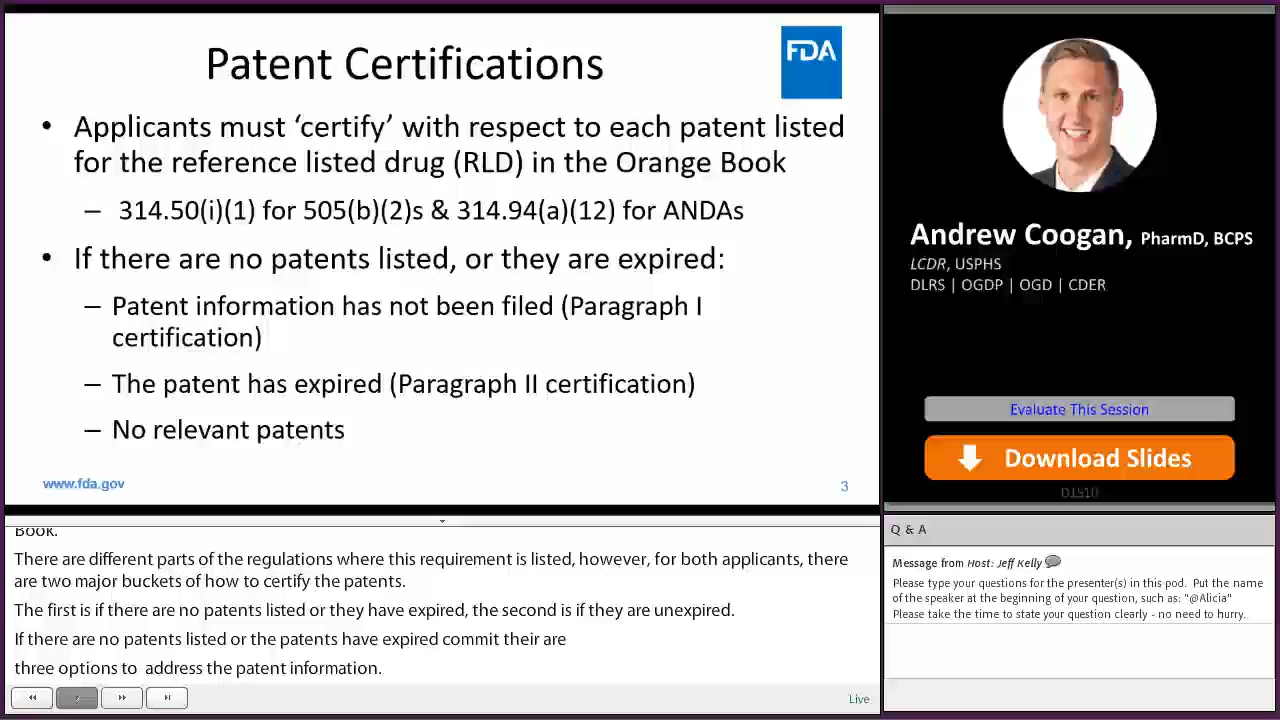 Patent Certifications
FDA
• Applicants must ‘certify’ with respect to each patent listed
for the reference listed drug (RLD) in the Orange Book
– 314.50(i)(1) for 505(b)(2)s & 314.94(a)(12) for ANDAs
• If there are no patents listed, or they are expired:
– Patent information has not been filed (Paragraph I
certification)
– The patent has expired (Paragraph II certification)
– No relevant patents
www.fda.gov
3
Andrew Coogan, PharmD, BCPS
LCDR, USPHS
DLRS | OGDP | OGD | CDER
Evaluate This Session
Download Slides
D1S10
Book.
There are different parts of the regulations where this requirement is listed, however, for both applicants, there
are two major buckets of how to certify the patents.
The first is if there are no patents listed or they have expired, the second is if they are unexpired.
If there are no patents listed or the patents have expired commit their are
three options to address the patent information.
Live
Q & A
Message from Host: Jeff Kelly
Please type your questions for the presenter(s) in this pod. Put the name
of the speaker at the beginning of your question, such as: "@Alicia"
Please take the time to state your question clearly - no need to hurry.